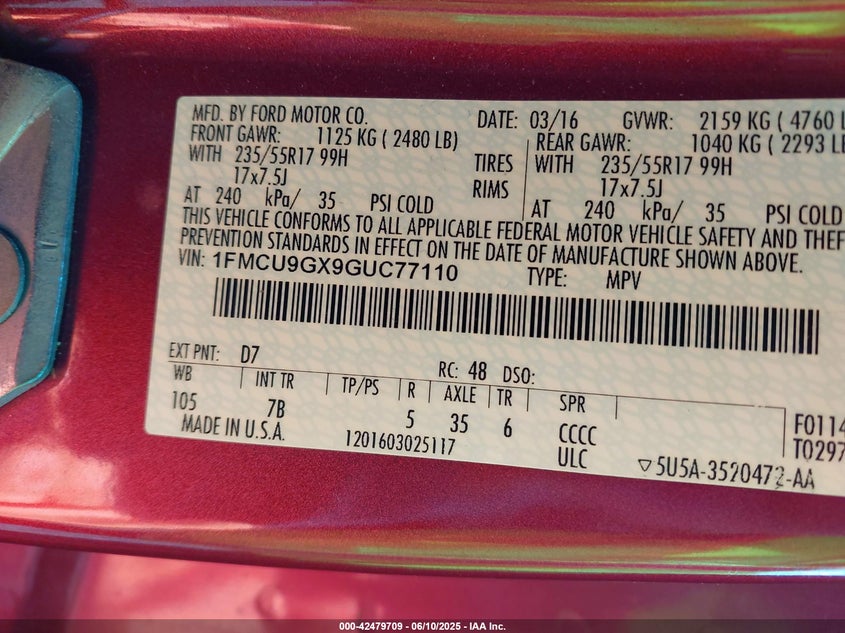 MFD. BY FORD MOTOR CO. DATE: 03/16 GVWR: 2159 KG ( 4760 L
FRONT GAWR: 1125 KG ( 2480 LB) REAR GAWR: 1040 KG ( 2293 LB
WITH 235/55R17 99H TIRES WITH 235/55R17 99H
17x7.5J RIMS 17x7.5J
AT 240 kPa/ 35 PSI COLD AT 240 kPa/ 35 PSI COLD
THIS VEHICLE CONFORMS TO ALL APPLICABLE FEDERAL MOTOR VEHICLE SAFETY AND THEF
PREVENTION STANDARDS IN EFFECT ON THE DATE OF MANUFACTURE SHOWN ABOVE.
VIN: 1FMCU9GX9GUC77110 TYPE: MPV
EXT PNT: D7 RC: 48 DSO:
WB INT TR TP/PS R AXLE TR SPR
105 7B 5 35 6 CCCC F0114
MADE IN U.S.A. 1201603025117 ULC T0297
▽5U5A-3520472-AA
000-42479709 - 06/10/2025 - IAA Inc.